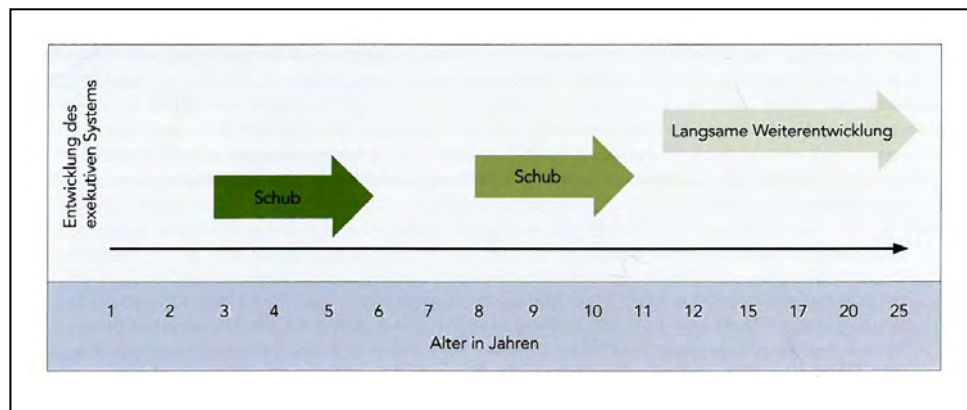 Entwicklung des
exekutiven Systems
Schub
Schub
Langsame Weiterentwicklung
1 2 3 4 5 6 7 8 9 10 11 12 15 17 20 25
Alter in Jahren